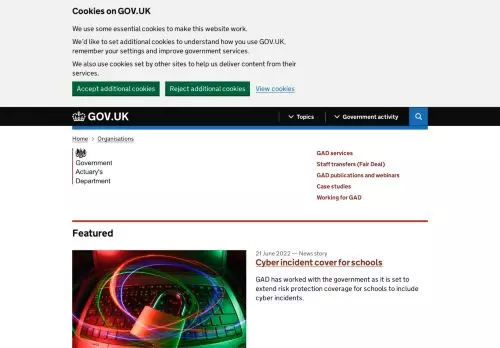 Cookies on GOV.UK
We use some essential cookies to make this website work.
We'd like to set additional cookies to understand how you use GOV.UK,
remember your settings and improve government services.
We also use cookies set by other sites to help us deliver content from their
services.
Accept additional cookies
Reject additional cookies
View cookies
GOV.UK
Topics
Government activity
Home
Organisations
Government
Actuary's
Department
GAD services
Staff transfers (Fair Deal)
GAD publications and webinars
Case studies
Working for GAD
Featured
21 June 2022 — News story
Cyber incident cover for schools
GAD has worked with the government as it is set to
extend risk protection coverage for schools to include
cyber incidents.